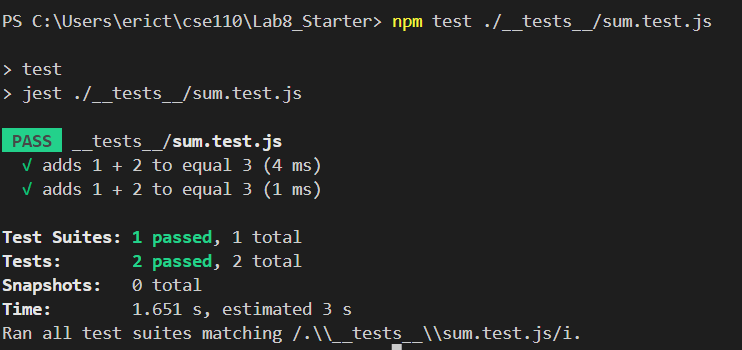 PS C:\Users\erict\cse110\Lab8_Starter> npm test ./__tests__/sum.test.js
> test
> jest ./__tests__/sum.test.js
PASS __tests__/sum.test.js
√ adds 1 + 2 to equal 3 (4 ms)
√ adds 1 + 2 to equal 3 (1 ms)
Test Suites: 1 passed, 1 total
Tests: 2 passed, 2 total
Snapshots: 0 total
Time: 1.651 s, estimated 3 s
Ran all test suites matching /.\\__tests__\\sum.test.js/i.